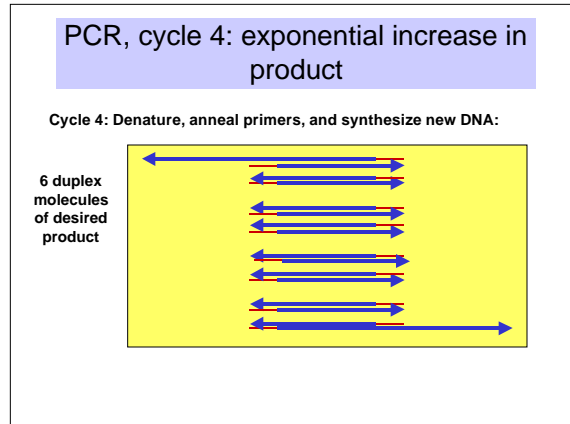 PCR, cycle 4: exponential increase in
product
Cycle 4: Denature, anneal primers, and synthesize new DNA:
6 duplex
molecules
of desired
product